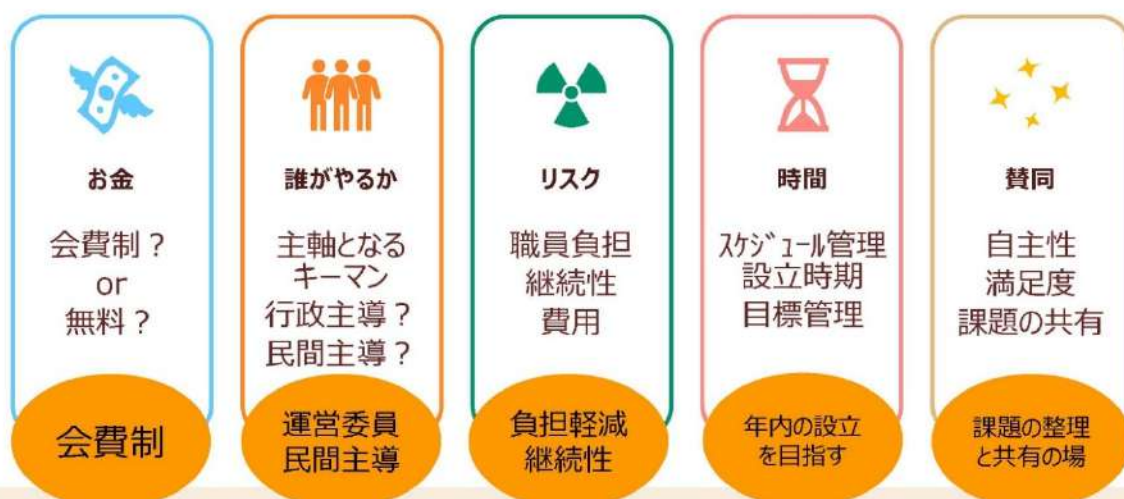 お金
会費制？
or
無料？
会費制
誰がやるか
主軸となる
キーマン
行政主導？
民間主導？
運営委員
民間主導
リスク
職員負担
継続性
費用
負担軽減
継続性
時間
ｽｹｼﾞｭｰﾙ管理
設立時期
目標管理
年内の設立
を目指す
賛同
自主性
満足度
課題の共有
課題の整理
と共有の場